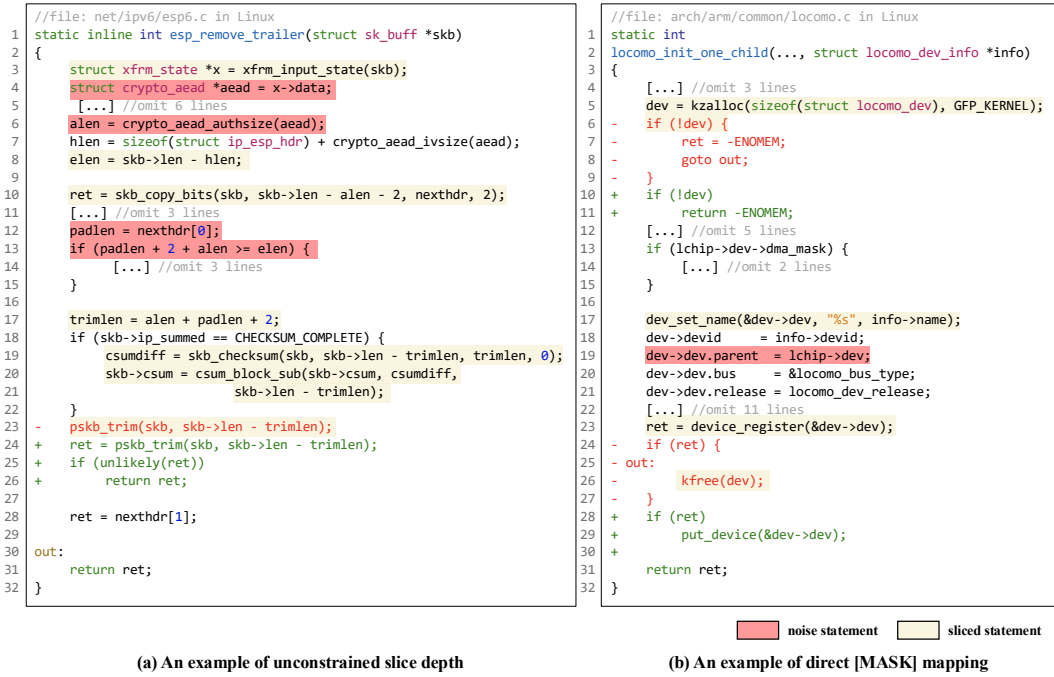 //file: net/ipv6/esp6.c in Linux
1 static inline int esp_remove_trailer(struct sk_buff *skb)
2 {
3 struct xfrm_state *x = xfrm_input_state(skb);
4 struct crypto_aead *aead = x->data;
5 [...] //omit 6 lines
6 alen = crypto_aead_authsize(aead);
7 hlen = sizeof(struct ip_esp_hdr) + crypto_aead_ivsize(aead);
8 elen = skb->len - hlen;
9
10 ret = skb_copy_bits(skb, skb->len - alen - 2, nexthdr, 2);
11 [...] //omit 3 lines
12 padlen = nexthdr[0];
13 if (padlen + 2 + alen >= elen) {
14 [...] //omit 3 lines
15 }
16
17 trimlen = alen + padlen + 2;
18 if (skb->ip_summed == CHECKSUM_COMPLETE) {
19 csumdiff = skb_checksum(skb, skb->len - trimlen, trimlen, 0);
20 skb->csum = csum_block_sub(skb->csum, csumdiff,
21 skb->len - trimlen);
22 }
23 - pskb_trim(skb, skb->len - trimlen);
24 + ret = pskb_trim(skb, skb->len - trimlen);
25 + if (unlikely(ret))
26 + return ret;
27
28 ret = nexthdr[1];
29
30 out:
31 return ret;
32 }
(a) An example of unconstrained slice depth
//file: arch/arm/common/locomo.c in Linux
1 static int
2 locomo_init_one_child(..., struct locomo_dev_info *info)
3 {
4 [...] //omit 3 lines
5 dev = kzalloc(sizeof(struct locomo_dev), GFP_KERNEL);
6 - if (!dev) {
7 - ret = -ENOMEM;
8 - goto out;
9 - }
10 + if (!dev)
11 + return -ENOMEM;
12 [...] //omit 5 lines
13 if (lchip->dev->dma_mask) {
14 [...] //omit 2 lines
15 }
16
17 dev_set_name(&dev->dev, "%s", info->name);
18 dev->devid = info->devid;
19 dev->dev.parent = lchip->dev;
20 dev->dev.bus = &locomo_bus_type;
21 dev->dev.release = locomo_dev_release;
22 [...] //omit 11 lines
23 ret = device_register(&dev->dev);
24 - if (ret) {
25 - out:
26 - kfree(dev);
27 - }
28 + if (ret)
29 + put_device(&dev->dev);
30 +
31 return ret;
32 }
noise statement
sliced statement
(b) An example of direct [MASK] mapping